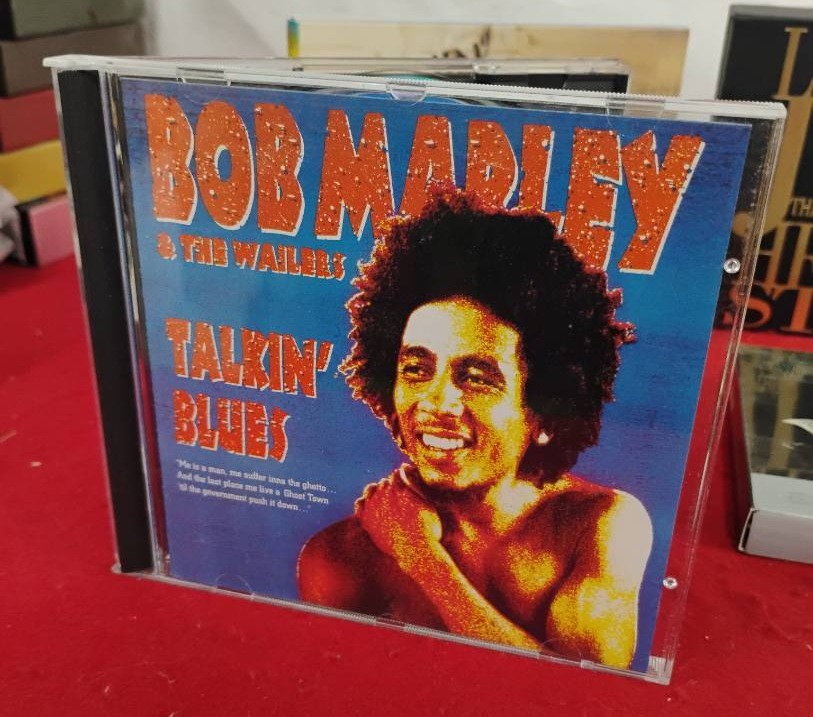 BOB MARLEY
& THE WAILERS
TALKIN'
BLUES
"Me is a man, me suffer inna the ghetto...
And the last place me live a Ghost Town
'til the government push it down..."